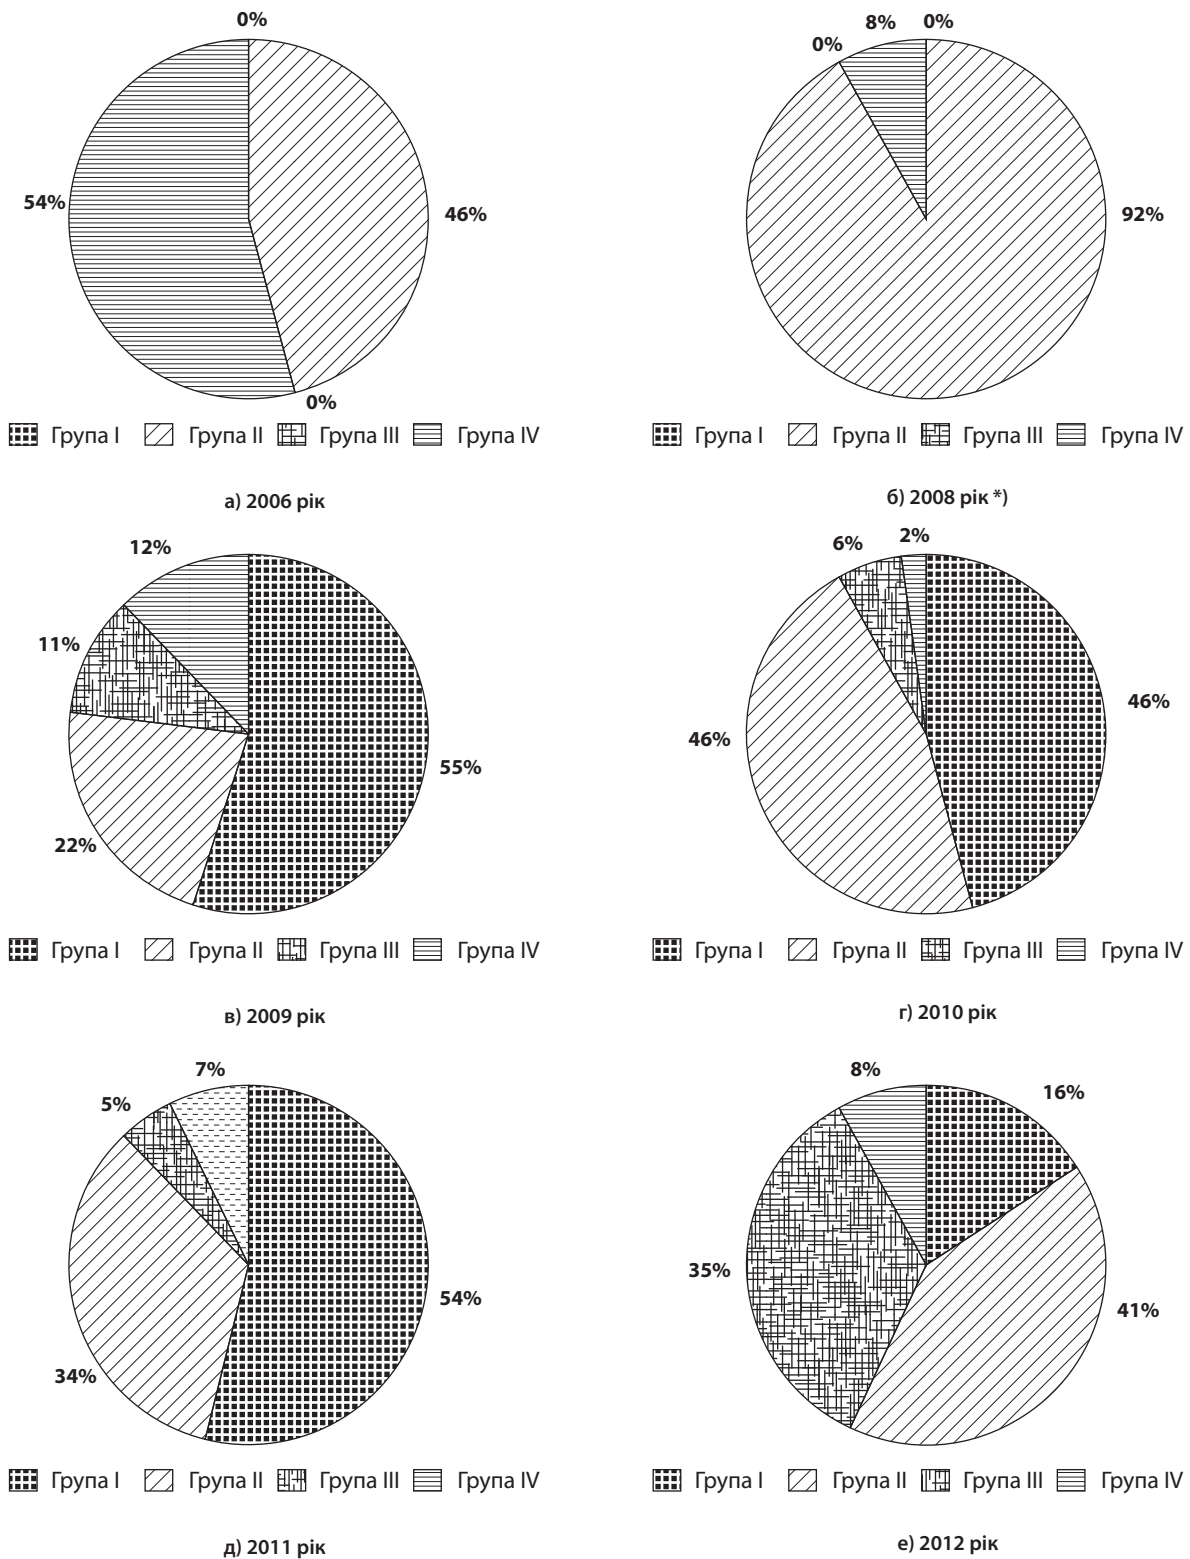 0%
54%
46%
0%
Група I Група II Група III Група IV
а) 2006 рік
8% 0%
0%
92%
Група I Група II Група III Група IV
б) 2008 рік *)
12%
11%
55%
22%
Група I Група II Група III Група IV
в) 2009 рік
2%
6%
46%
46%
Група I Група II Група III Група IV
г) 2010 рік
7%
5%
54%
34%
Група I Група II Група III Група IV
д) 2011 рік
8%
16%
35%
41%
Група I Група II Група III Група IV
е) 2012 рік